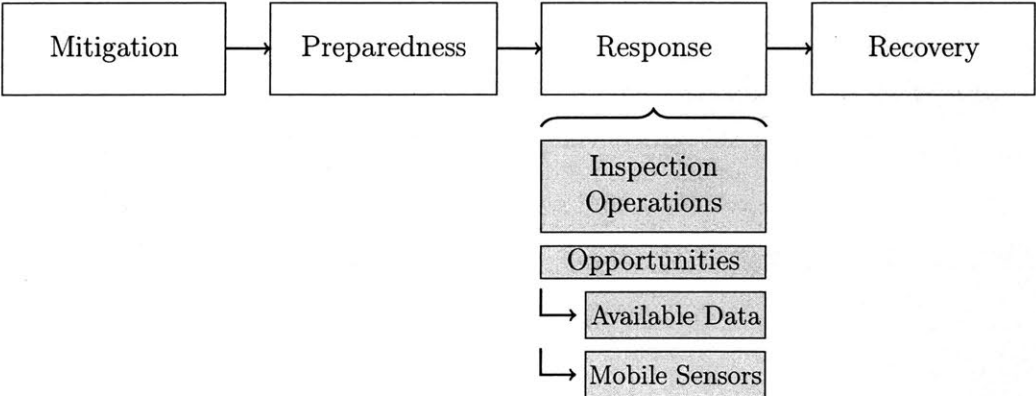 Mitigation
Preparedness
Response
Recovery
Inspection
Operations
Opportunities
Available Data
Mobile Sensors